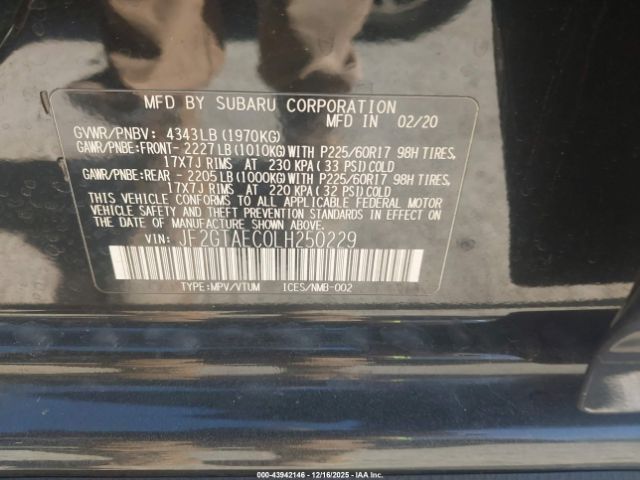 MFD BY SUBARU CORPORATION
MFD IN 02/20
GVWR/PNBV: 4343LB (1970KG)
GAWR/PNBE:FRONT- 2227LB(1010KG)WITH P225/60R17 98H TIRES,
17X7J RIMS AT 230 KPA(33 PSI)COLD
GAWR/PNBE:REAR - 2205LB(1000KG)WITH P225/60R17 98H TIRES,
17X7J RIMS AT 220 KPA(32 PSI)COLD
THIS VEHICLE CONFORMS TO ALL APPLICABLE FEDERAL MOTOR
VEHICLE SAFETY AND THEFT PREVENTION STANDARDS IN EFFECT ON
THE DATE OF MANUFACTURE SHOWN ABOVE.
VIN: JF2GTAEC0LH250229
TYPE:MPV/VTUM ICES/NMB-002
000-43942146 - 12/16/2025 - IAA Inc.